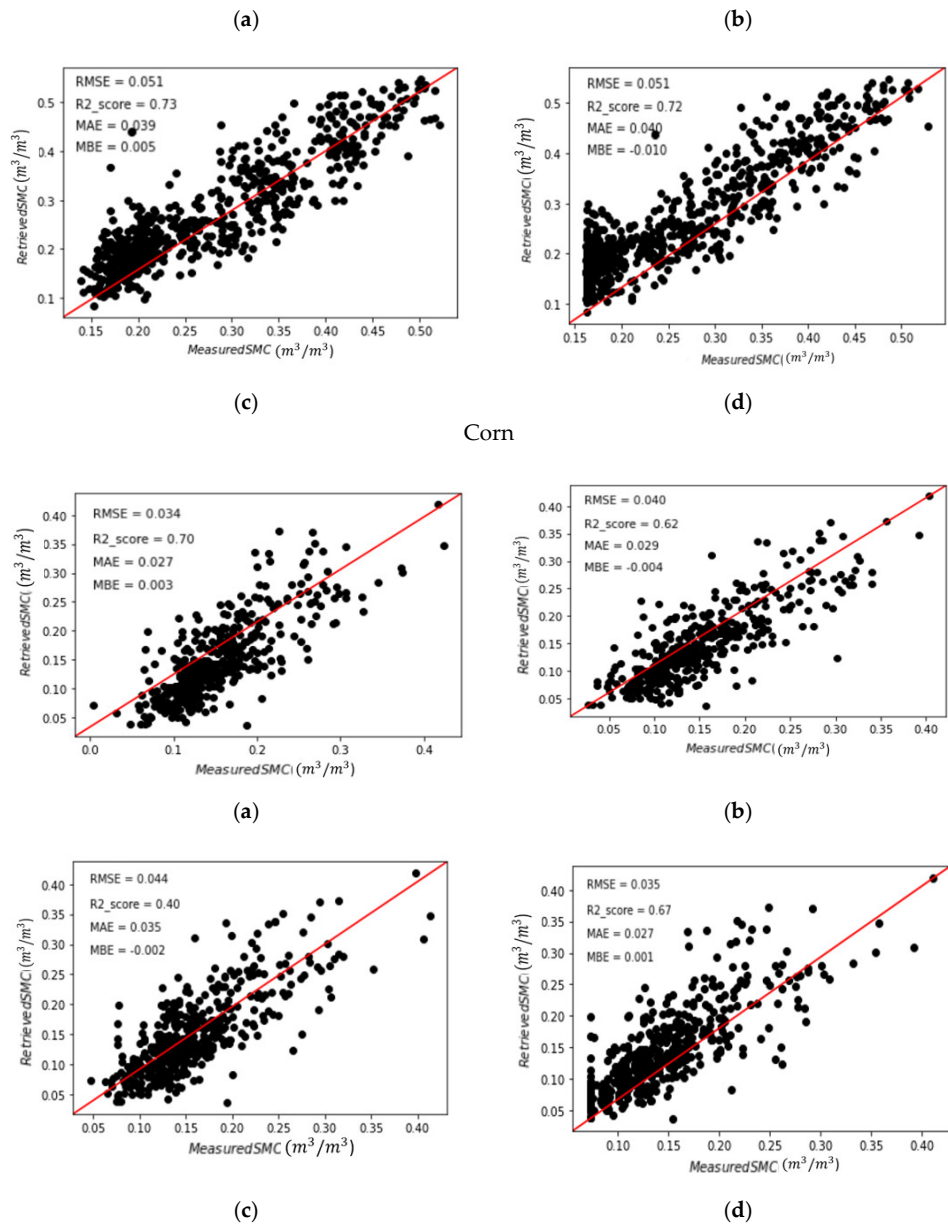 (a)
(b)
RMSE = 0.051
R2_score = 0.73
MAE = 0.039
MBE = 0.005
RetrievedSMC (m³/m³)
0.5
0.4
0.3
0.2
0.1
0.15 0.20 0.25 0.30 0.35 0.40 0.45 0.50
MeasuredSMC (m³/m³)
RMSE = 0.051
R2_score = 0.72
MAE = 0.040
MBE = -0.010
RetrievedSMC( (m³/m³)
0.5
0.4
0.3
0.2
0.1
0.15 0.20 0.25 0.30 0.35 0.40 0.45 0.50
MeasuredSMC( (m³/m³)
(c)
(d)
Corn
RMSE = 0.034
R2_score = 0.70
MAE = 0.027
MBE = 0.003
RetrievedSMC( (m³/m³)
0.40
0.35
0.30
0.25
0.20
0.15
0.10
0.05
0.0 0.1 0.2 0.3 0.4
MeasuredSMC( (m³/m³)
RMSE = 0.040
R2_score = 0.62
MAE = 0.029
MBE = -0.004
RetrievedSMC( (m³/m³)
0.40
0.35
0.30
0.25
0.20
0.15
0.10
0.05
0.05 0.10 0.15 0.20 0.25 0.30 0.35 0.40
MeasuredSMC( (m³/m³)
(a)
(b)
RMSE = 0.044
R2_score = 0.40
MAE = 0.035
MBE = -0.002
RetrievedSMC( (m³/m³)
0.40
0.35
0.30
0.25
0.20
0.15
0.10
0.05
0.05 0.10 0.15 0.20 0.25 0.30 0.35 0.40
MeasuredSMC (m³/m³)
RMSE = 0.035
R2_score = 0.67
MAE = 0.027
MBE = 0.001
RetrievedSMC( (m³/m³)
0.40
0.35
0.30
0.25
0.20
0.15
0.10
0.05
0.10 0.15 0.20 0.25 0.30 0.35 0.40
MeasuredSMC (m³/m³)
(c)
(d)